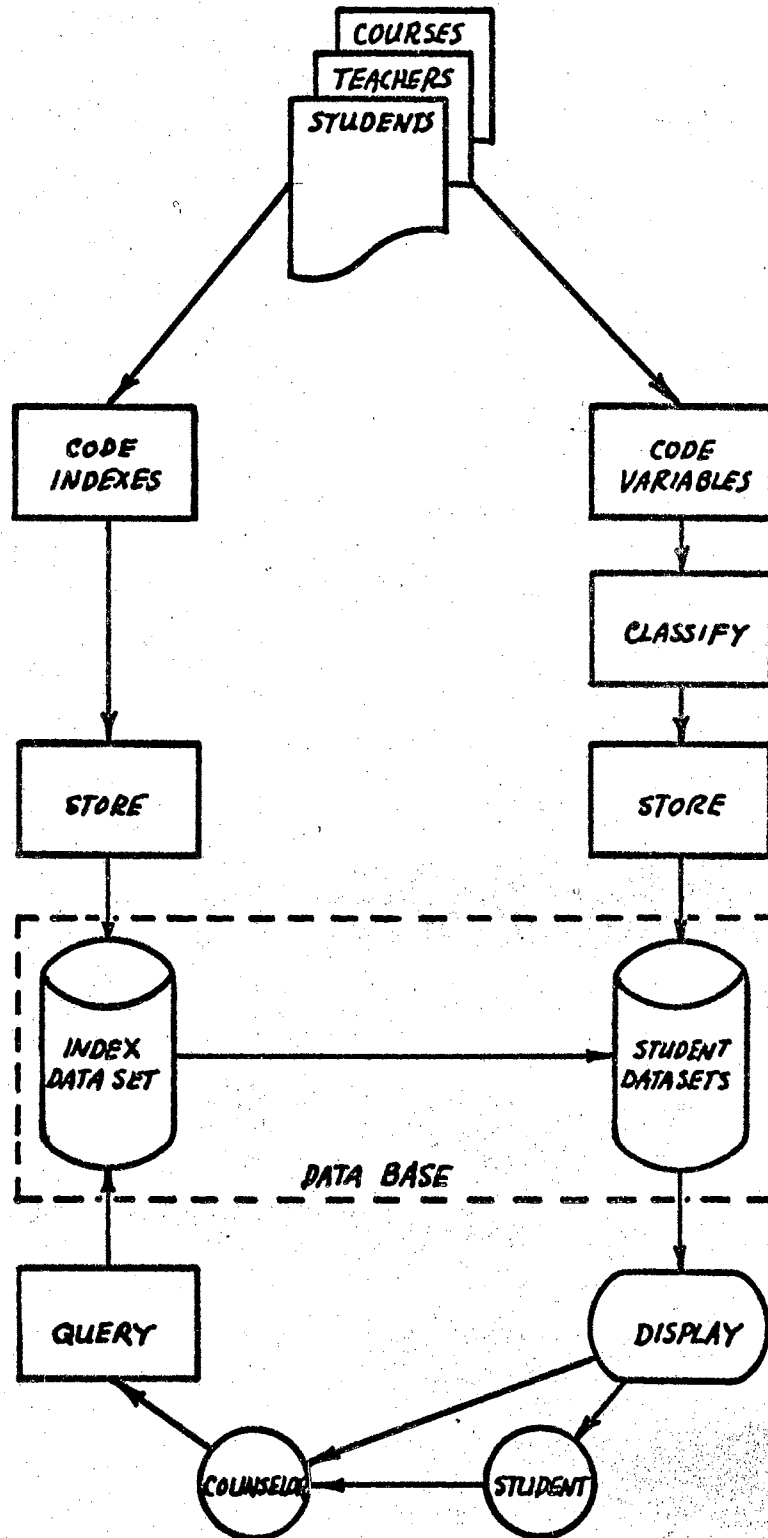 COURSES
TEACHERS
STUDENTS
CODE
INDEXES
CODE
VARIABLES
CLASSIFY
STORE
STORE
INDEX
DATA SET
STUDENT
DATASETS
DATA BASE
QUERY
DISPLAY
COUNSELOR
STUDENT